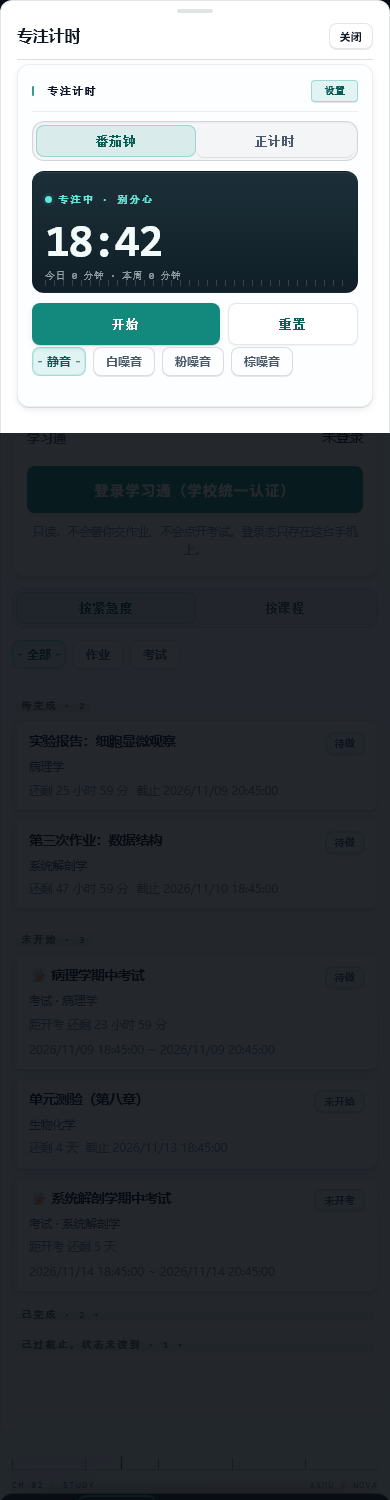 专注计时
关闭
专注计时
设置
番茄钟
正计时
专注中 · 别分心
18:42
今日 0 分钟 · 本周 0 分钟
开始
重置
- 静音 -
白噪音
粉噪音
棕噪音
学习通
未登录
登录学习通（学校统一认证）
只读、不会替你交作业、不会点开考试。登录态只存在这台手机
上。
按紧急度
按课程
- 全部 -
作业
考试
待完成 · 2
实验报告：细胞显微观察
待做
病理学
还剩 25 小时 59 分 截止 2026/11/09 20:45:00
第三次作业：数据结构
待做
系统解剖学
还剩 47 小时 59 分 截止 2026/11/10 18:45:00
未开始 · 3
病理学期中考试
待做
考试 · 病理学
距开考 还剩 23 小时 59 分
2026/11/09 18:45:00 ~ 2026/11/09 20:45:00
单元测验（第八章）
未开始
生物化学
还剩 4 天 截止 2026/11/13 18:45:00
系统解剖学期中考试
未开考
考试 · 系统解剖学
距开考 还剩 5 天
2026/11/14 18:45:00 ~ 2026/11/14 20:45:00
已完成 · 2
已过截止，状态未读到 · 1
CH 02 · STUDY
/ NOVA